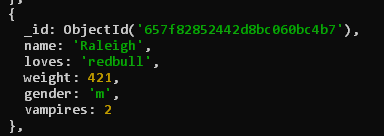 },
{
_id: ObjectId('657f82852442d8bc060bc4b7'),
name: 'Raleigh',
loves: 'redbull',
weight: 421,
gender: 'm',
vampires: 2
},